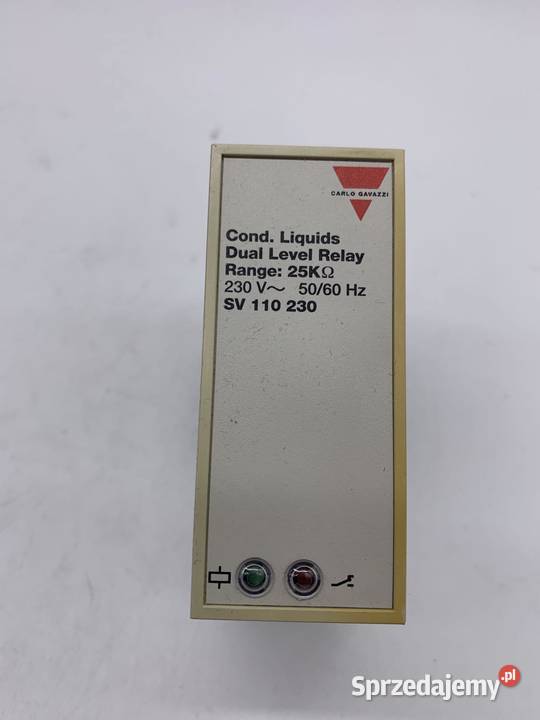 CARLO GAVAZZI
Cond. Liquids
Dual Level Relay
Range: 25KΩ
230 V~ 50/60 Hz
SV 110 230
Sprzedajemy.pl